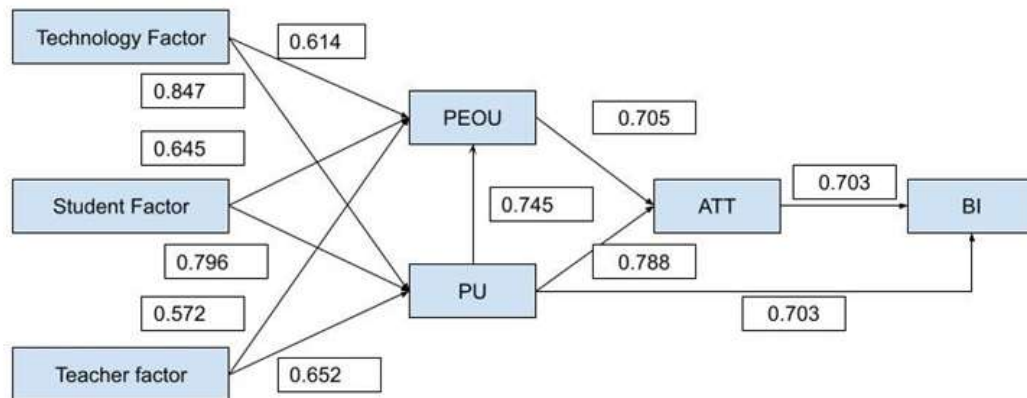 Technology Factor
0.614
0.847
PEOU
0.705
0.645
Student Factor
0.745
ATT
0.703
BI
0.796
PU
0.788
0.572
0.703
Teacher factor
0.652